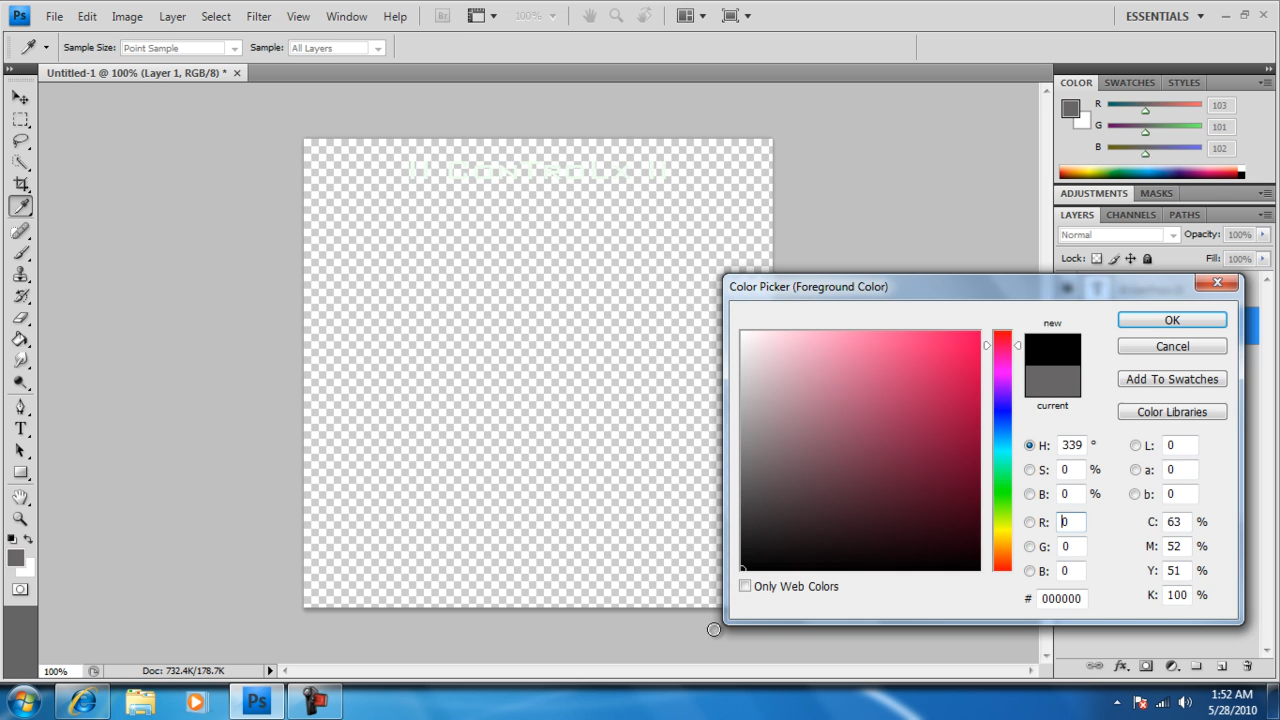 Ps File Edit Image Layer Select Filter View Window Help Br 100% ESSENTIALS
Sample Size: Point Sample Sample: All Layers
Untitled-1 @ 100% (Layer 1, RGB/8) * ×
COLOR SWATCHES STYLES
R 103
G 101
B 102
ADJUSTMENTS MASKS
LAYERS CHANNELS PATHS
Normal Opacity: 100%
Lock: Fill: 100%
Color Picker (Foreground Color)
new
current
OK
Cancel
Add To Swatches
Color Libraries
H: 339 ° L: 0
S: 0 % a: 0
B: 0 % b: 0
R: 0 C: 63 %
G: 0 M: 52 %
B: 0 Y: 51 %
# 000000 K: 100 %
Only Web Colors
100% Doc: 732.4K/178.7K
Ps
1:52 AM
5/28/2010